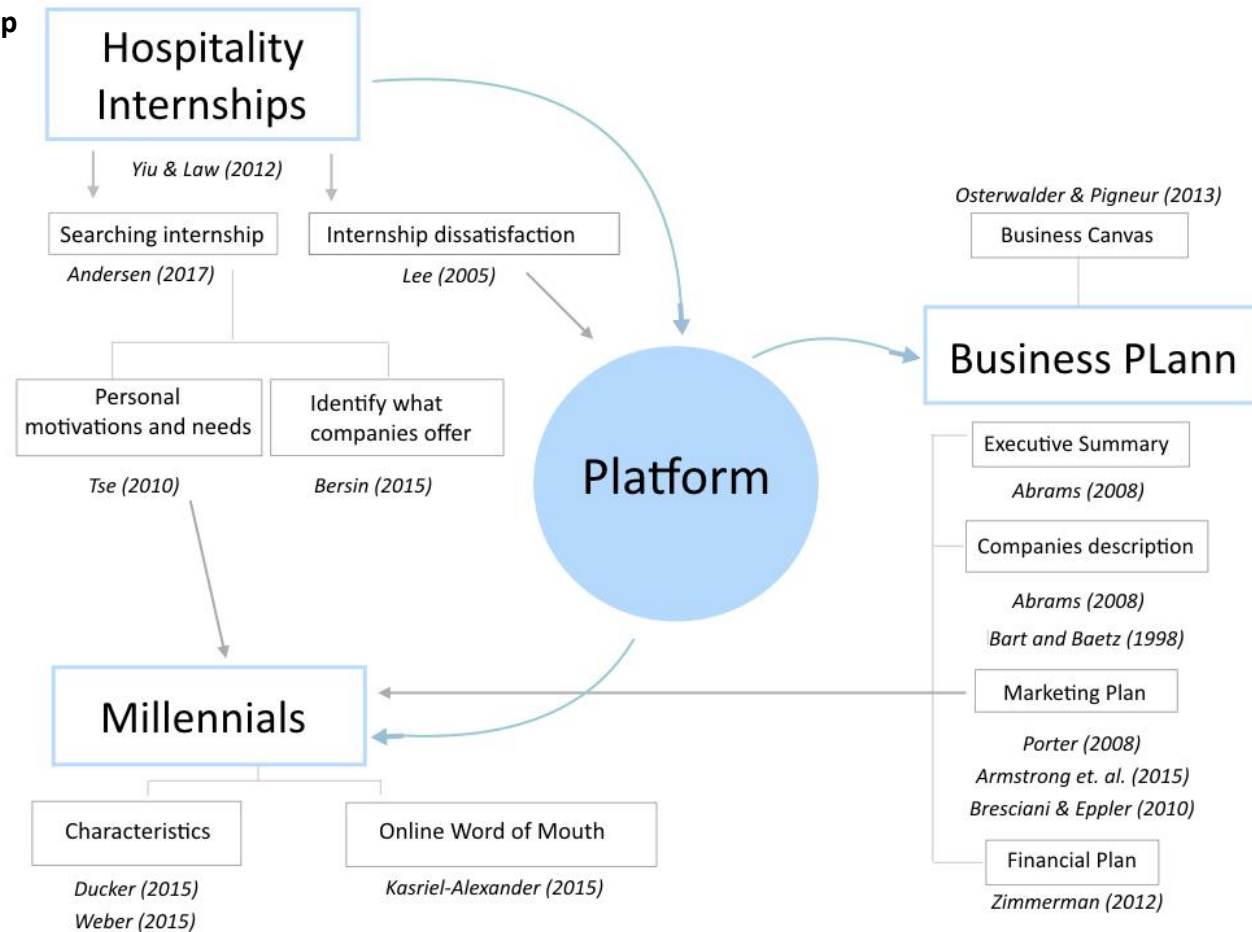 p
Hospitality
Internships
Yiu & Law (2012)
Searching internship
Internship dissatisfaction
Andersen (2017)
Lee (2005)
Personal
motivations and needs
Identify what
companies offer
Tse (2010)
Bersin (2015)
Platform
Osterwalder & Pigneur (2013)
Business Canvas
Business PLann
Executive Summary
Abrams (2008)
Companies description
Abrams (2008)
Bart and Baetz (1998)
Marketing Plan
Porter (2008)
Armstrong et. al. (2015)
Bresciani & Eppler (2010)
Financial Plan
Zimmerman (2012)
Millennials
Characteristics
Online Word of Mouth
Ducker (2015)
Weber (2015)
Kasriel-Alexander (2015)